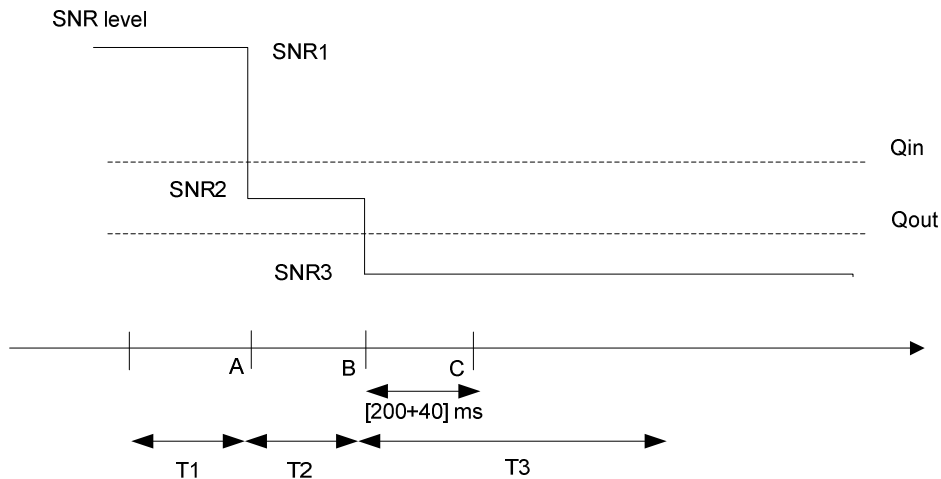 SNR level
SNR1
Qin
SNR2
Qout
SNR3
A
B
C
[200+40] ms
T1
T2
T3